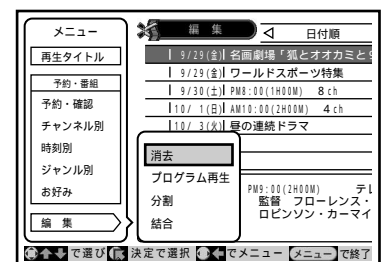 メニュー
再生タイトル
予約・番組
予約・確認
チャンネル別
時刻別
ジャンル別
お好み
編 集
編 集
日付順
9/29(金) 名画劇場「狐とオオカミと
9/29(金) ワールドスポーツ特集
9/30(土) PM8:00(1H00M) 8ch
10/ 1(日) AM10:00(2H00M) 4ch
10/ 3(火) 昼の連続ドラマ
消去
プログラム再生
分割
結合
PM9:00(2H00M) テレ
監督 フローレンス・
ロビンソン・カーマイ
で選び 決定で選択 でメニュー メニュー で終了